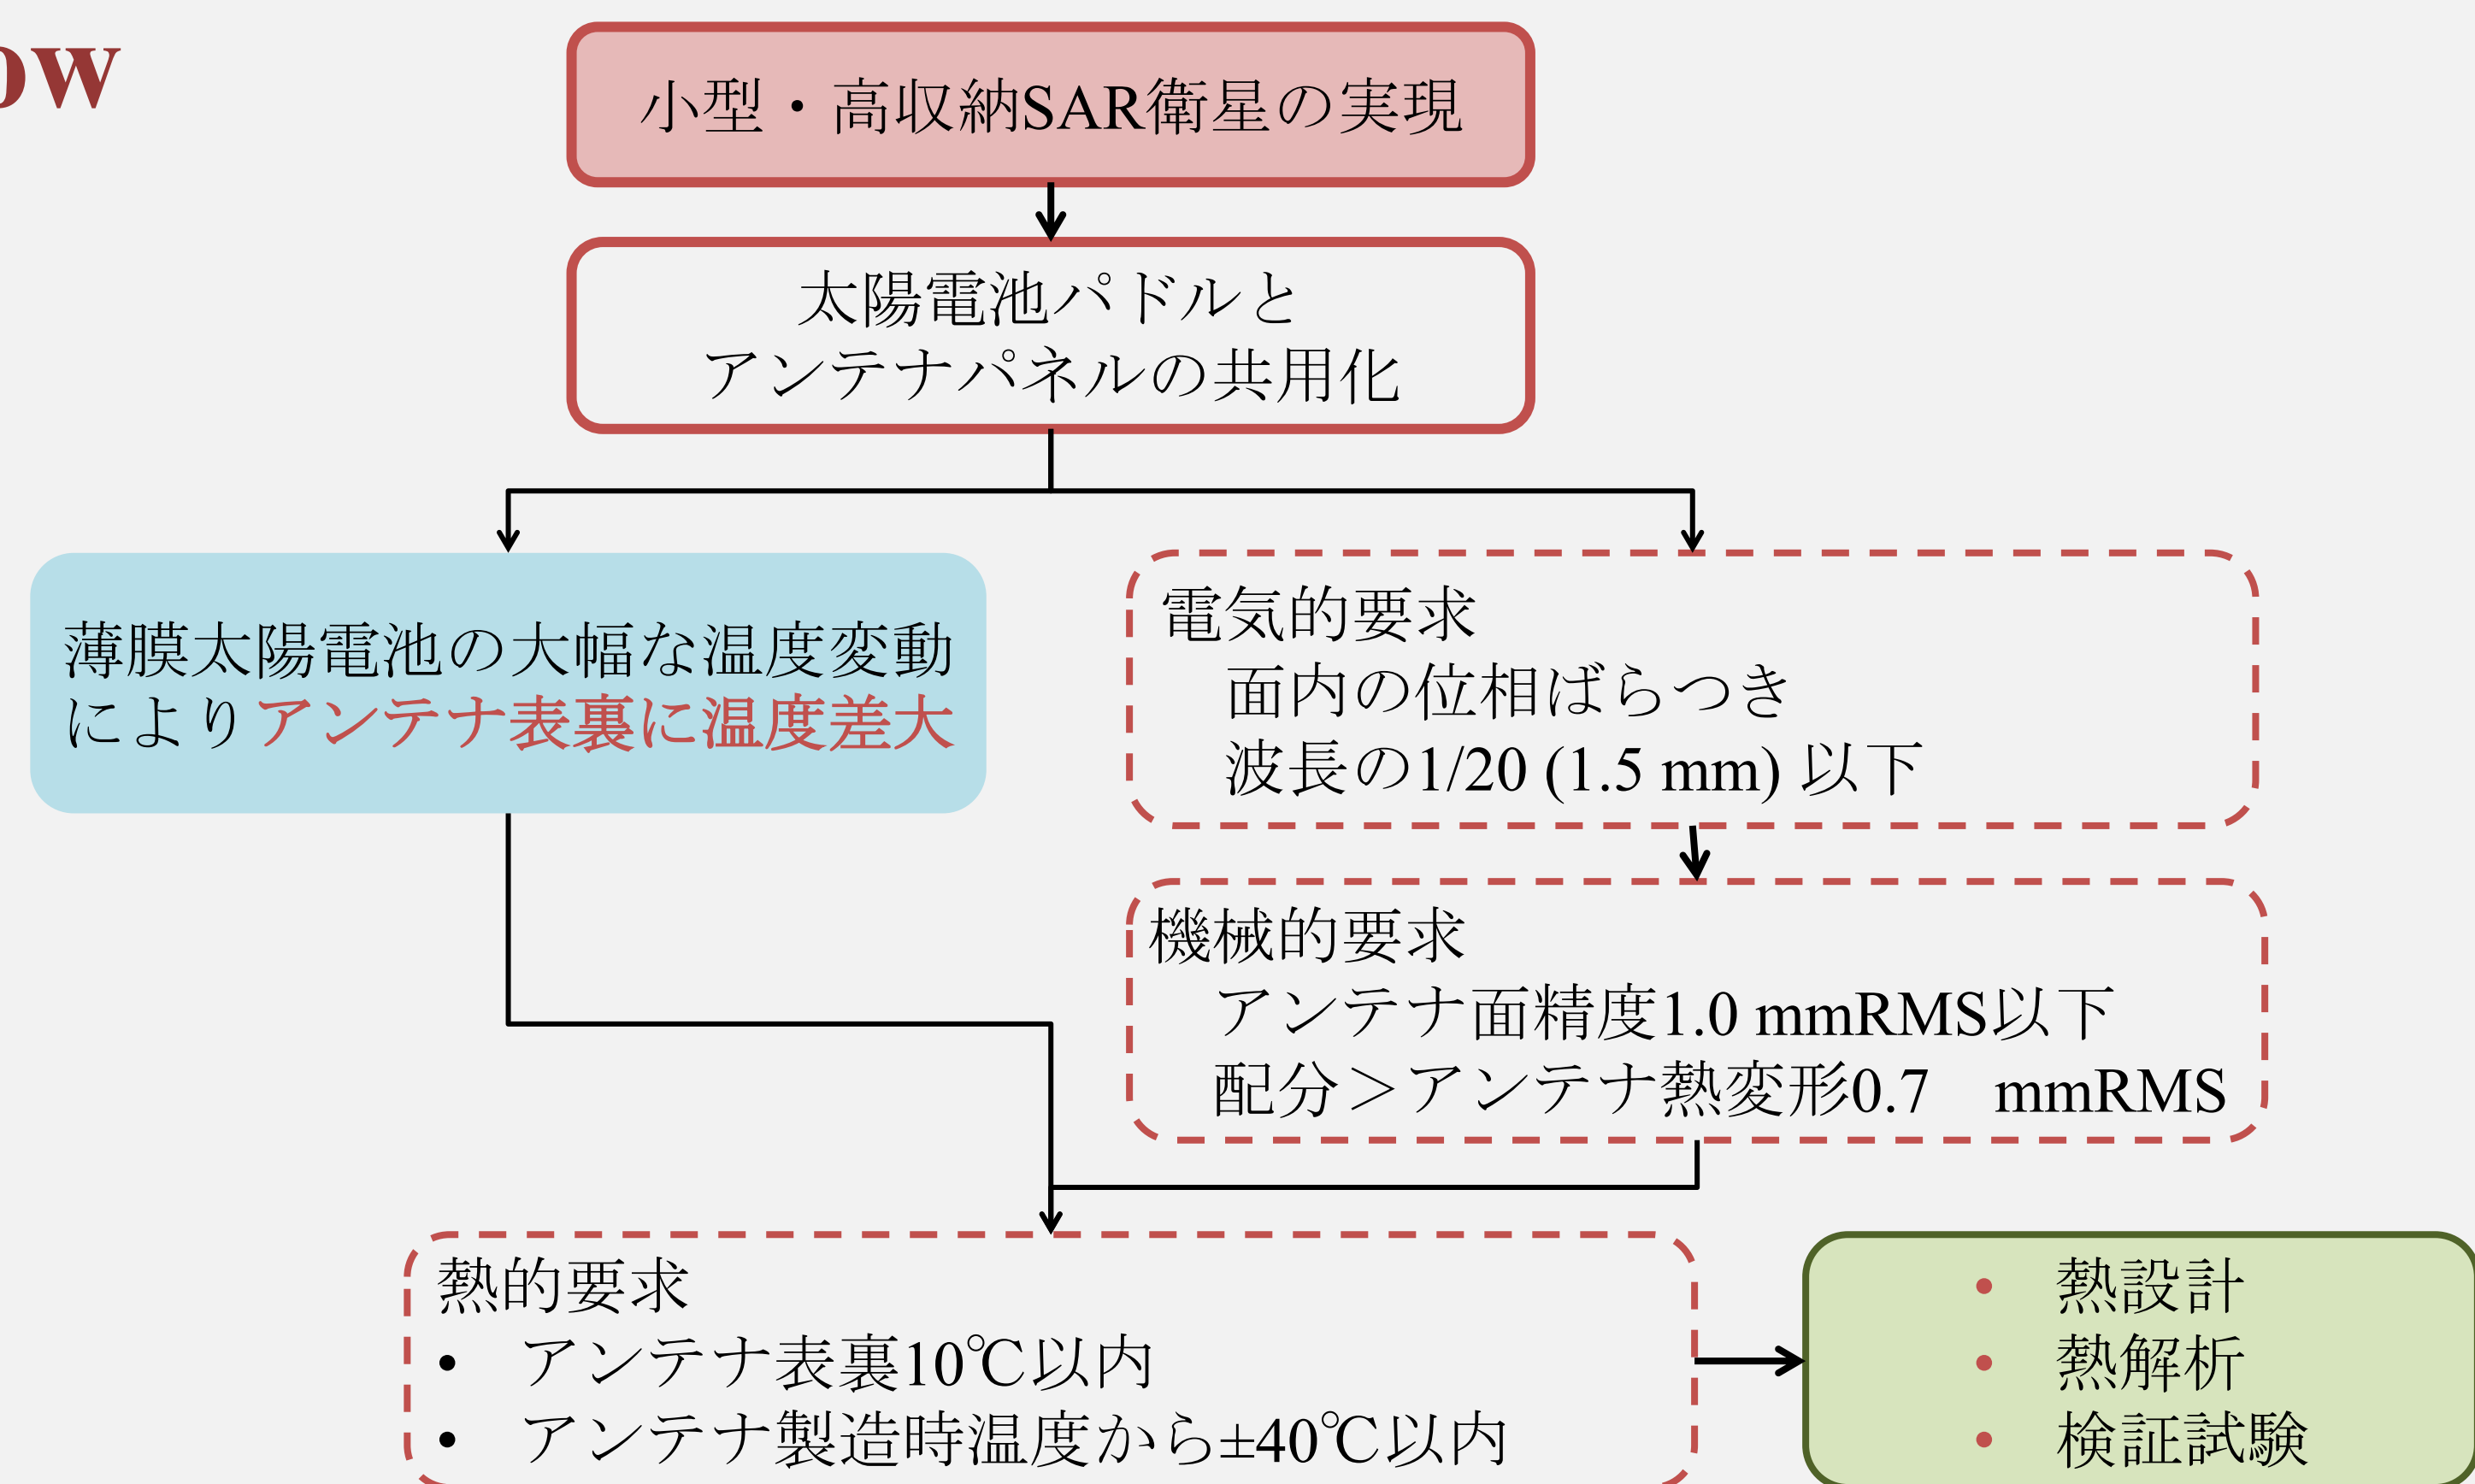 小型・高収納SAR衛星の実現
太陽電池パドルと
アンテナパネルの共用化
薄膜太陽電池の大幅な温度変動
によりアンテナ表裏に温度差大
電気的要求
面内の位相ばらつき
波長の1/20 (1.5 mm) 以下
機械的要求
アンテナ面精度1.0 mmRMS以下
配分＞アンテナ熱変形0.7 mmRMS
熱的要求
• アンテナ表裏10℃以内
• アンテナ製造時温度から±40℃以内
• 熱設計
• 熱解析
• 検証試験